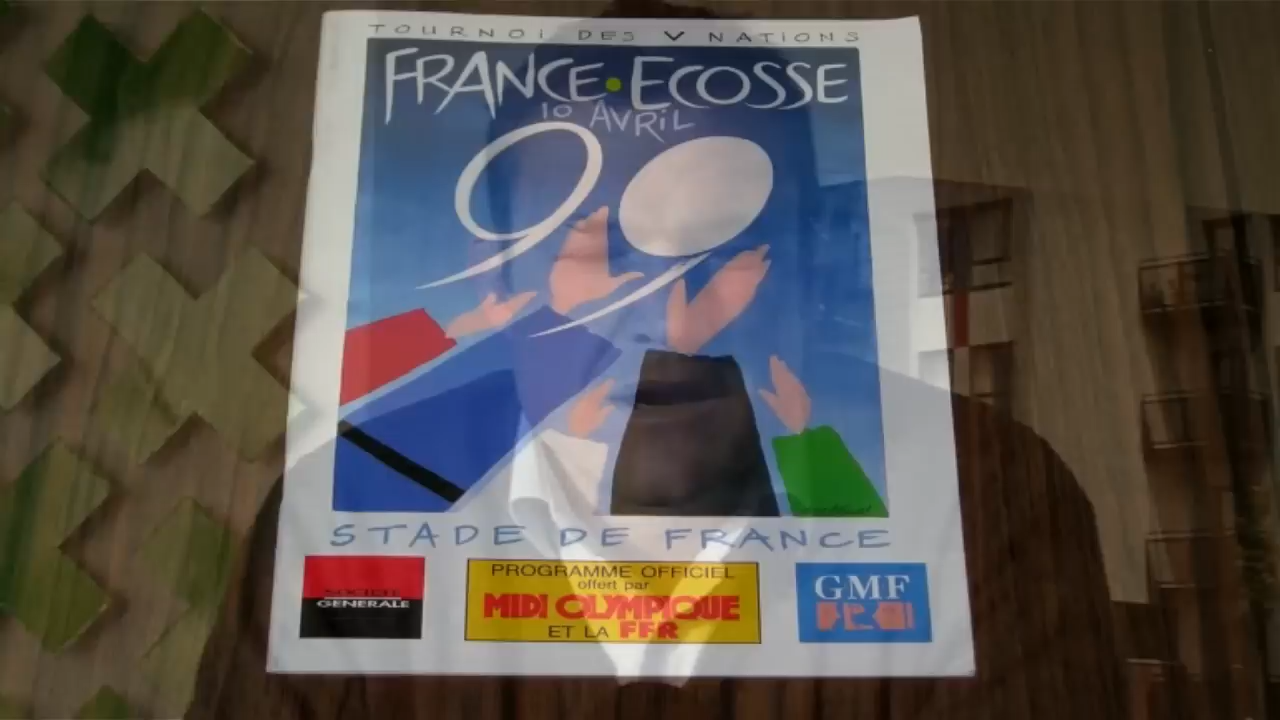 TOURNOI DES V NATIONS
FRANCE • ECOSSE
10 AVRIL
99
STADE DE FRANCE
SOCIETE
GENERALE
PROGRAMME OFFICIEL
offert par
MIDI OLYMPIQUE
ET LA FFR
GMF